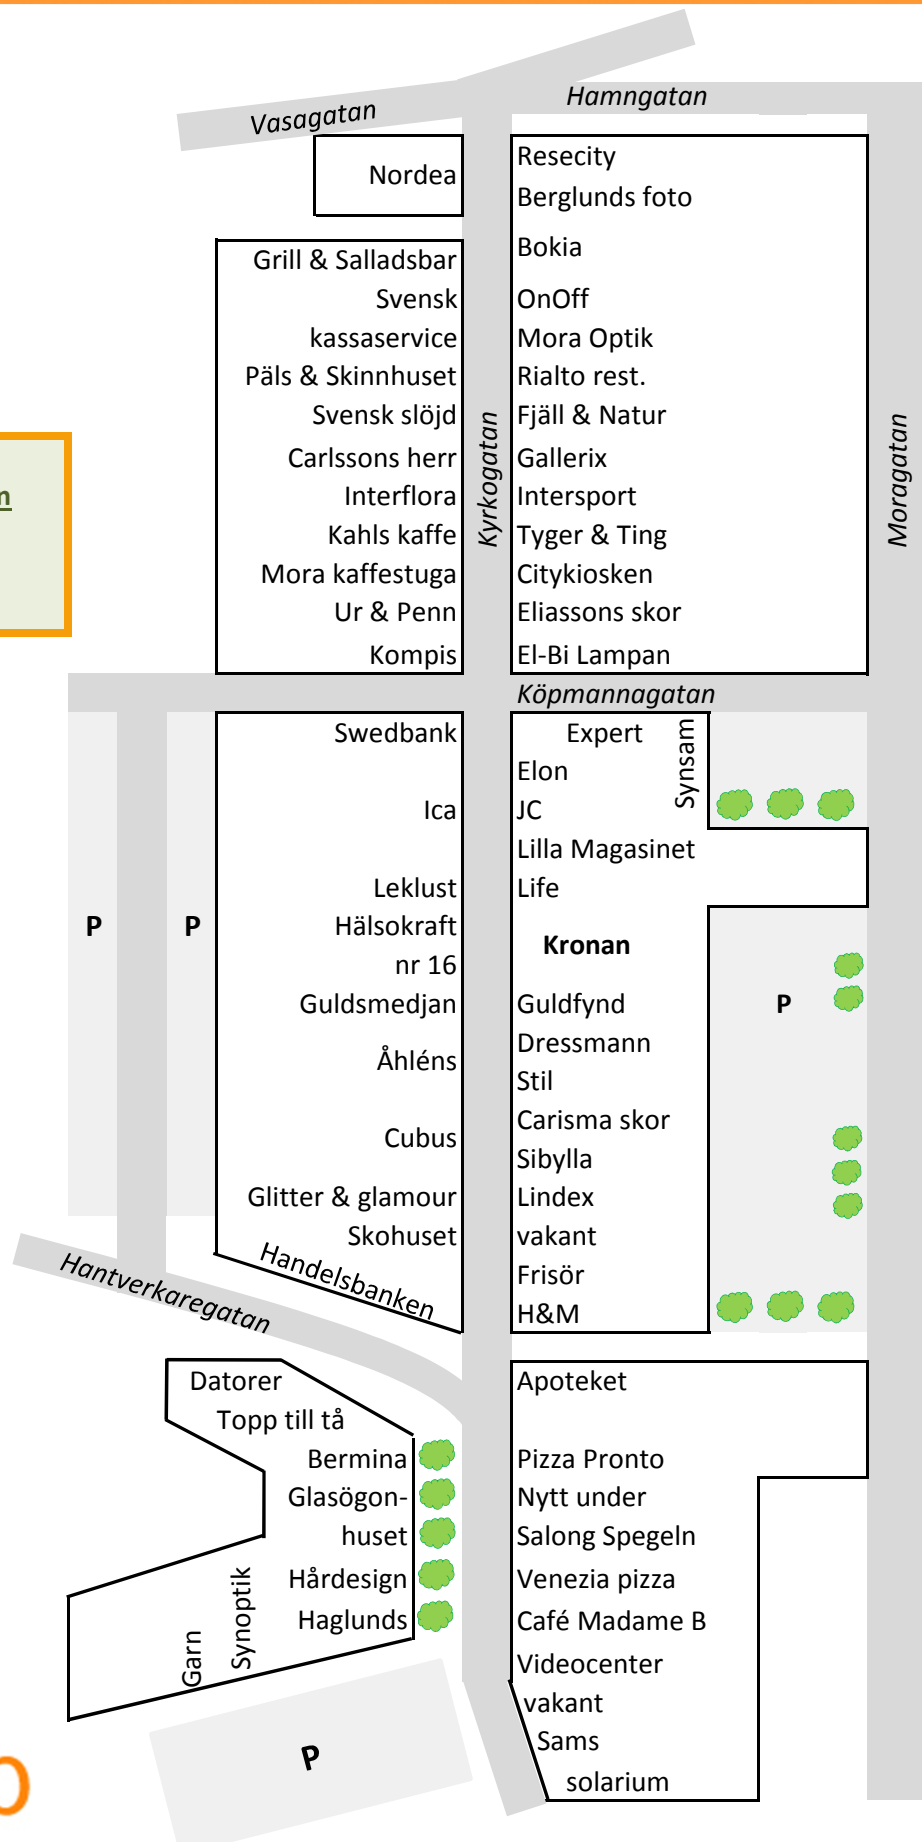 Hamngatan
Vasagatan
Nordea
Resecity
Berglunds foto
Bokia
OnOff
Mora Optik
Rialto rest.
Fjäll & Natur
Gallerix
Intersport
Tyger & Ting
Citykiosken
Eliassons skor
El-Bi Lampan
Grill & Salladsbar
Svensk
kassaservice
Päls & Skinnhuset
Svensk slöjd
Carlssons herr
Interflora
Kahls kaffe
Mora kaffestuga
Ur & Penn
Kompis
Kyrkogatan
Moragatan
Köpmannagatan
Swedbank
Ica
Leklust
Hälsokraft
nr 16
Guldsmedjan
Åhléns
Cubus
Glitter & glamour
Skohuset
Handelsbanken
Expert
Synsam
Elon
JC
Lilla Magasinet
Life
Kronan
Guldfynd
Dressmann
Stil
Carisma skor
Sibylla
Lindex
vakant
Frisör
H&M
P
P
P
Hantverkaregatan
Datorer
Topp till tå
Bermina
Glasögon-
huset
Hårdesign
Haglunds
Synoptik
Garn
P
Apoteket
Pizza Pronto
Nytt under
Salong Spegeln
Venezia pizza
Café Madame B
Videocenter
vakant
Sams
solarium